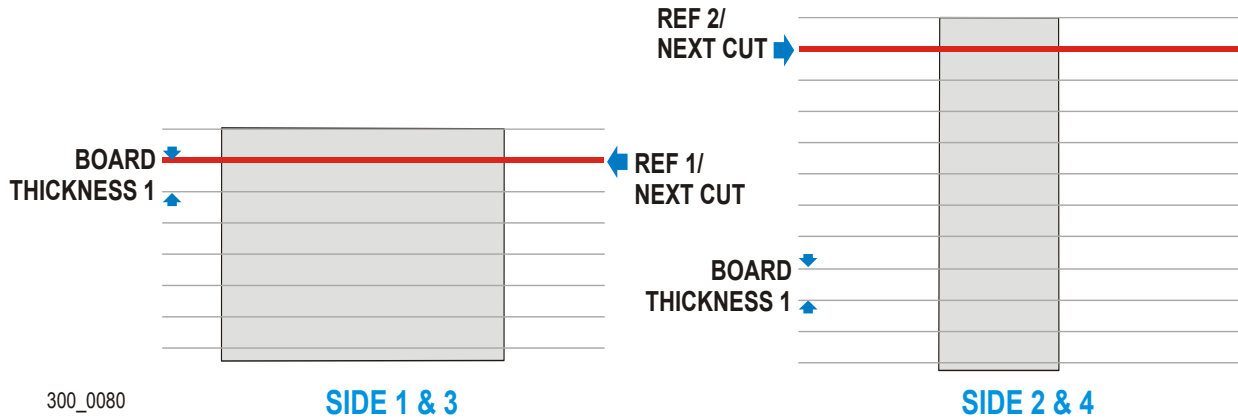 REF 2/
NEXT CUT
BOARD
THICKNESS 1
REF 1/
NEXT CUT
BOARD
THICKNESS 1
300_0080
SIDE 1 & 3
SIDE 2 & 4